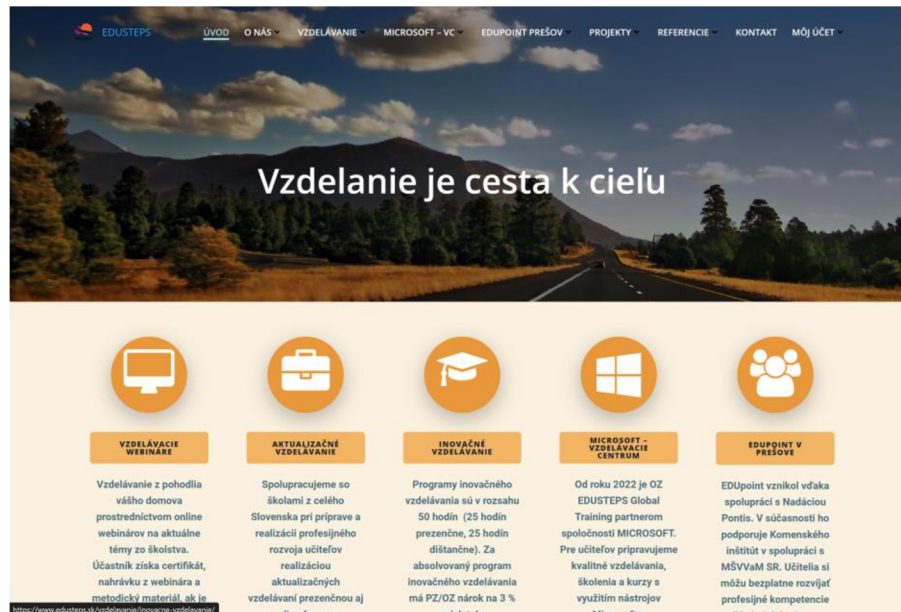 EDUSTEPS ÚVOD O NÁS VZDELÁVANIE MICROSOFT – VC EDUPOINT PREŠOV PROJEKTY REFERENCIE KONTAKT MÔJ ÚČET
Vzdelanie je cesta k cieľu
VZDELÁVACIE
WEBINÁRE
Vzdelávanie z pohodlia
vášho domova
prostredníctvom online
webinárov na aktuálne
témy zo školstva.
Účastník získa certifikát,
nahrávku z webinára a
metodický materiál, ak je
AKTUALIZAČNÉ
VZDELÁVANIE
Spolupracujeme so
školami z celého
Slovenska pri príprave a
realizácii profesijného
rozvoja učiteľov
realizáciou
aktualizačných
vzdelávaní prezenčnou aj
INOVAČNÉ
VZDELÁVANIE
Programy inovačného
vzdelávania sú v rozsahu
50 hodín (25 hodín
prezenčne, 25 hodín
dištančne). Za
absolvovaný program
inovačného vzdelávania
má PZ/OZ nárok na 3 %
MICROSOFT –
VZDELÁVACIE
CENTRUM
Od roku 2022 je OZ
EDUSTEPS Global
Training partnerom
spoločnosti MICROSOFT.
Pre učiteľov pripravujeme
kvalitné vzdelávania,
školenia a kurzy s
využitím nástrojov
EDUPOINT V
PREŠOVE
EDUpoint vznikol vďaka
spolupráci s Nadáciou
Pontis. V súčasnosti ho
podporuje Komenského
inštitút v spolupráci s
MŠVVaM SR. Učitelia si
môžu bezplatne rozvíjať
profesijné kompetencie
https://www.edusteps.sk/vzdelavanie/inovacne-vzdelavanie/